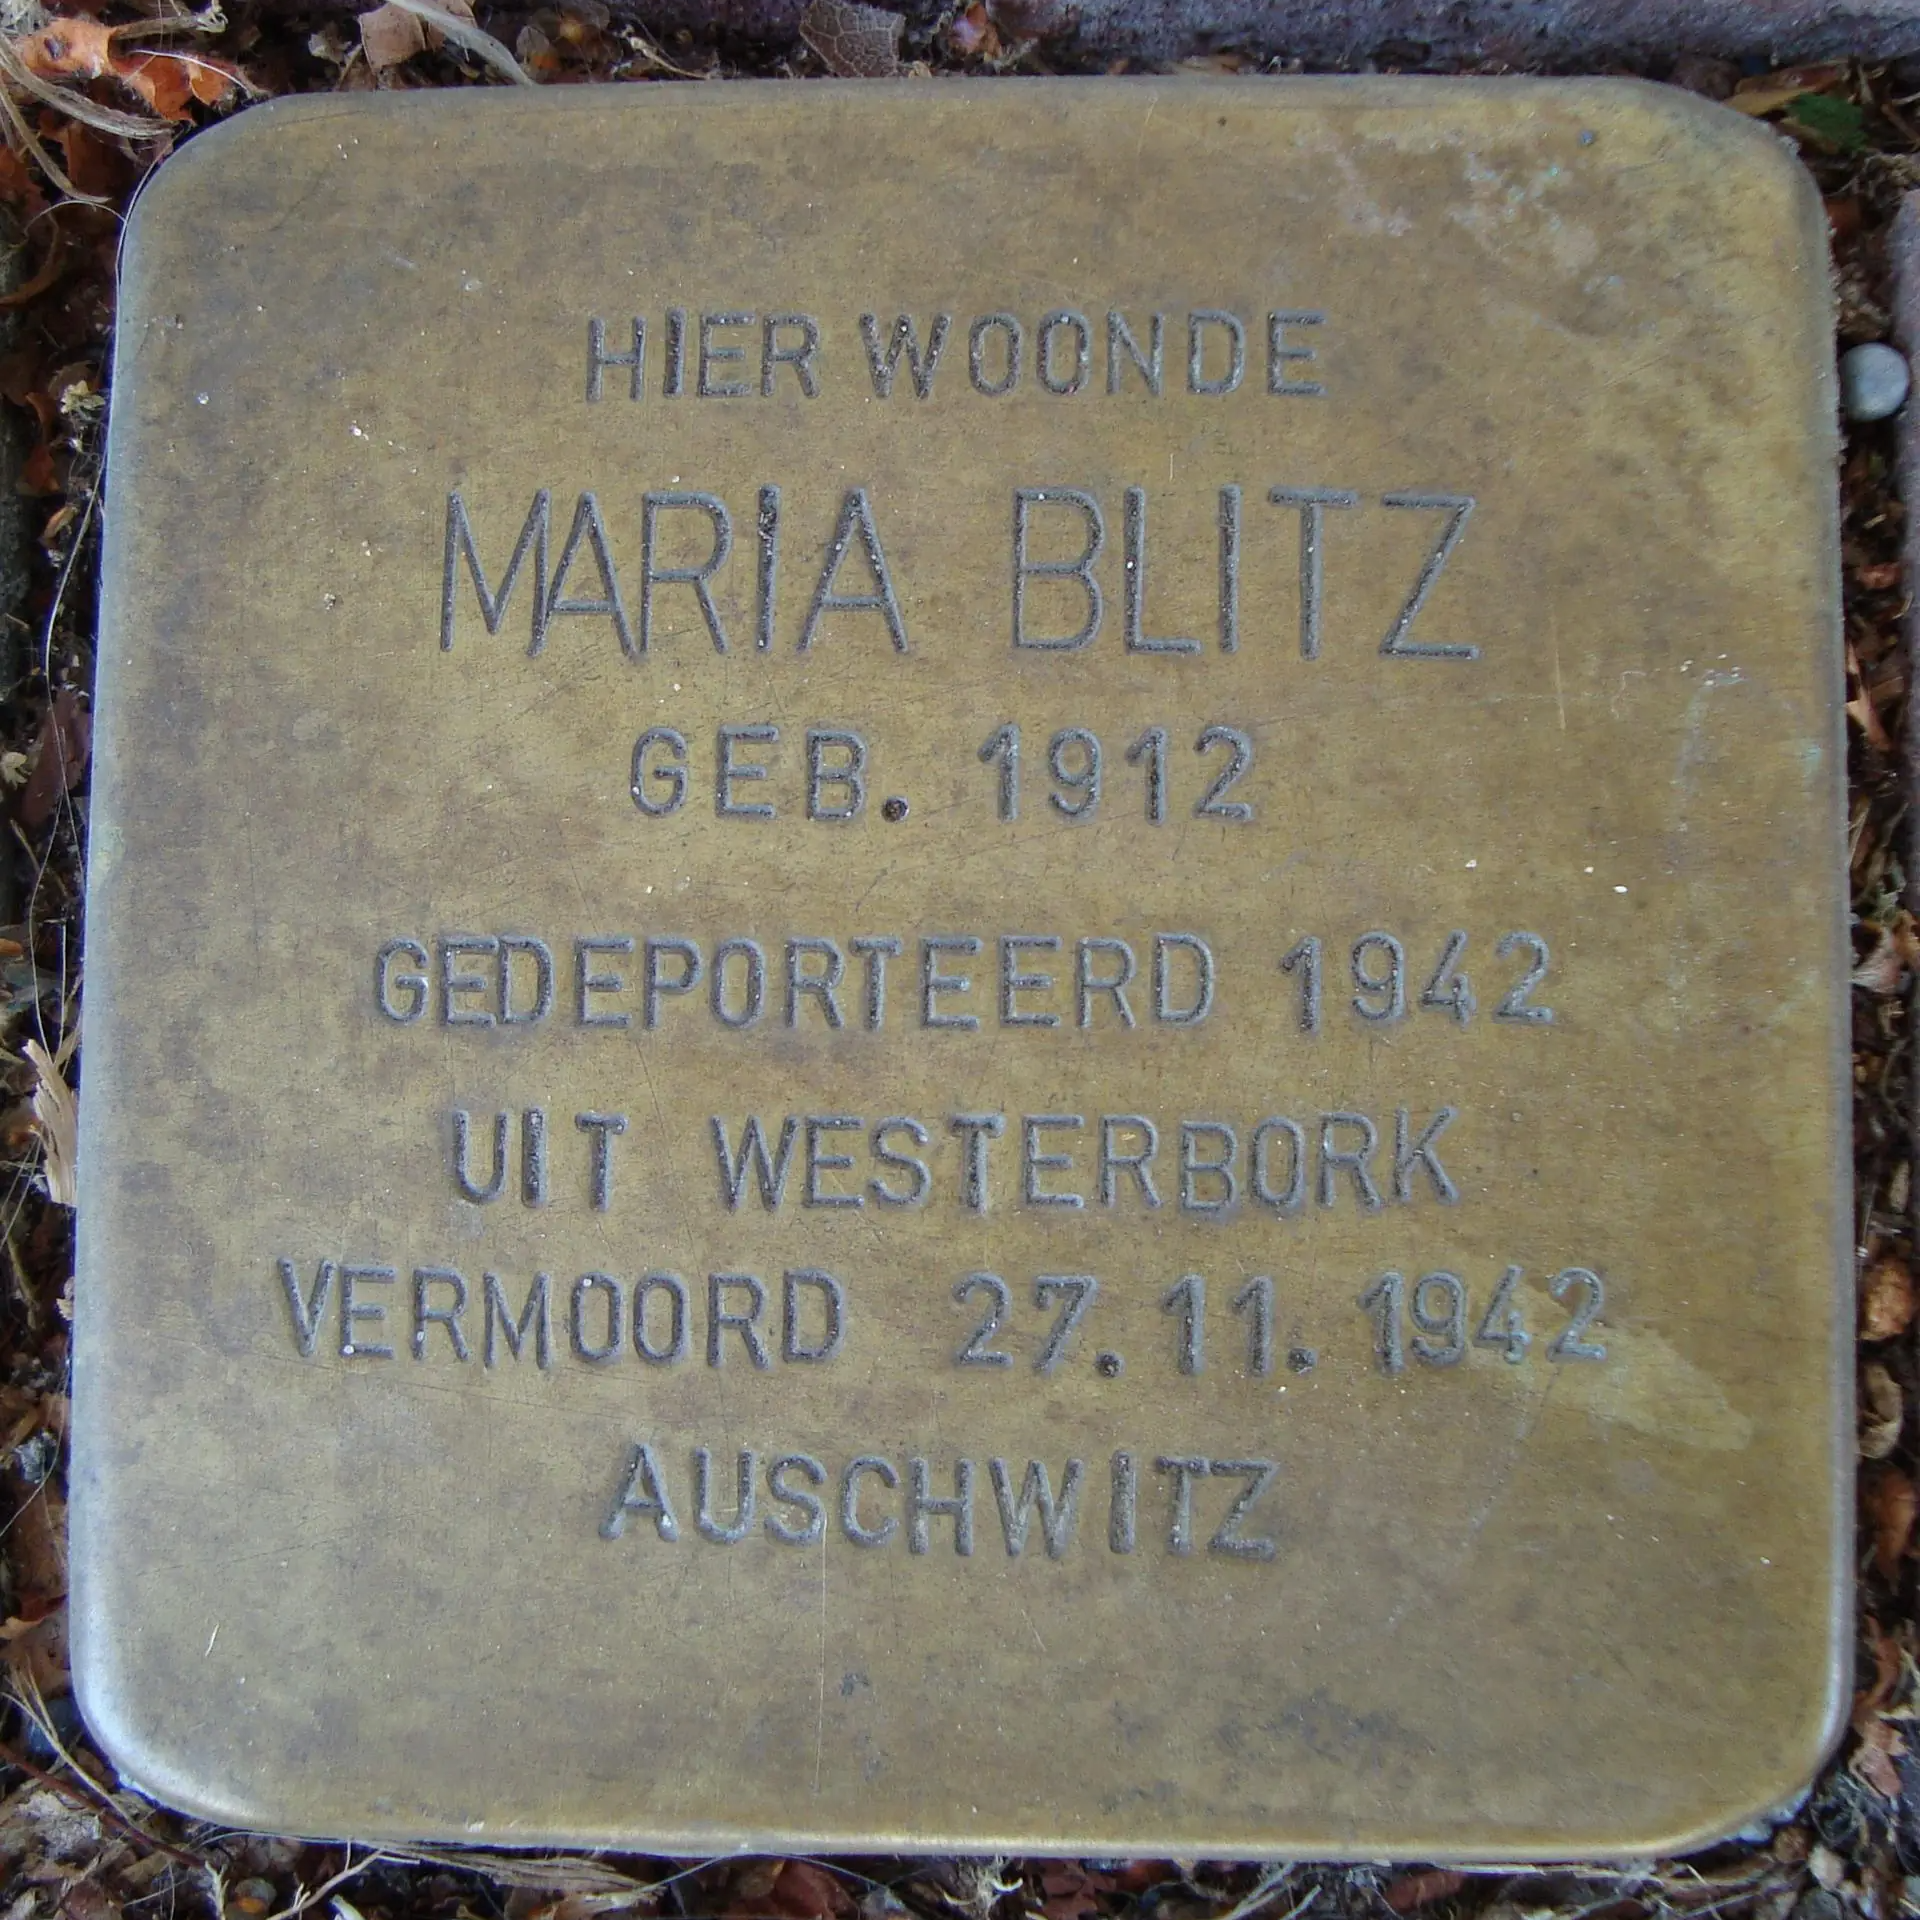 HIER WOONDE
MARIA BLITZ
GEB. 1912
GEDEPORTEERD 1942
UIT WESTERBORK
VERMOORD 27.11.1942
AUSCHWITZ